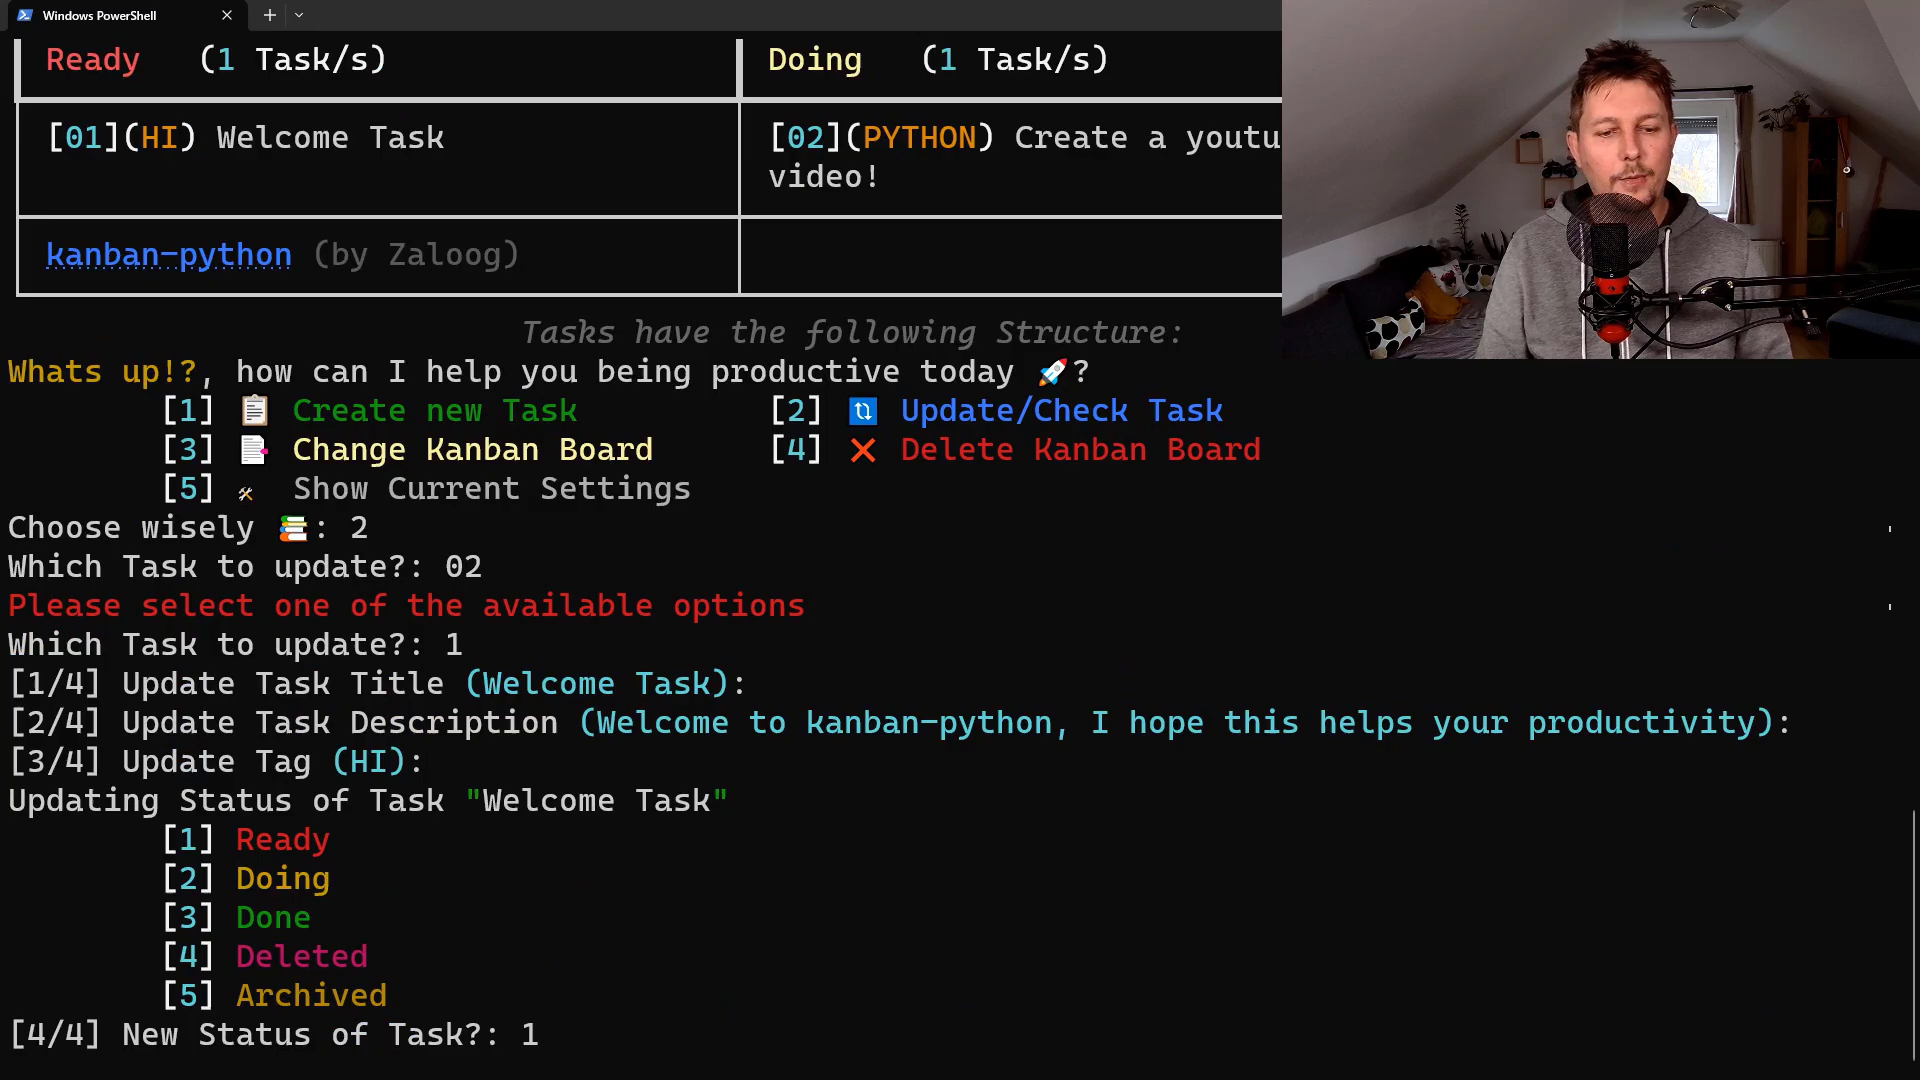 Windows PowerShell
Ready (1 Task/s)
Doing (1 Task/s)
[01](HI) Welcome Task
[02](PYTHON) Create a youtu
video!
kanban-python (by Zaloog)
Tasks have the following Structure:
Whats up!?, how can I help you being productive today 🚀?
[1] 📋 Create new Task [2] 🔃 Update/Check Task
[3] 📑 Change Kanban Board [4] ❌ Delete Kanban Board
[5] 🛠 Show Current Settings
Choose wisely 📚: 2
Which Task to update?: 02
Please select one of the available options
Which Task to update?: 1
[1/4] Update Task Title (Welcome Task):
[2/4] Update Task Description (Welcome to kanban-python, I hope this helps your productivity):
[3/4] Update Tag (HI):
Updating Status of Task "Welcome Task"
[1] Ready
[2] Doing
[3] Done
[4] Deleted
[5] Archived
[4/4] New Status of Task?: 1